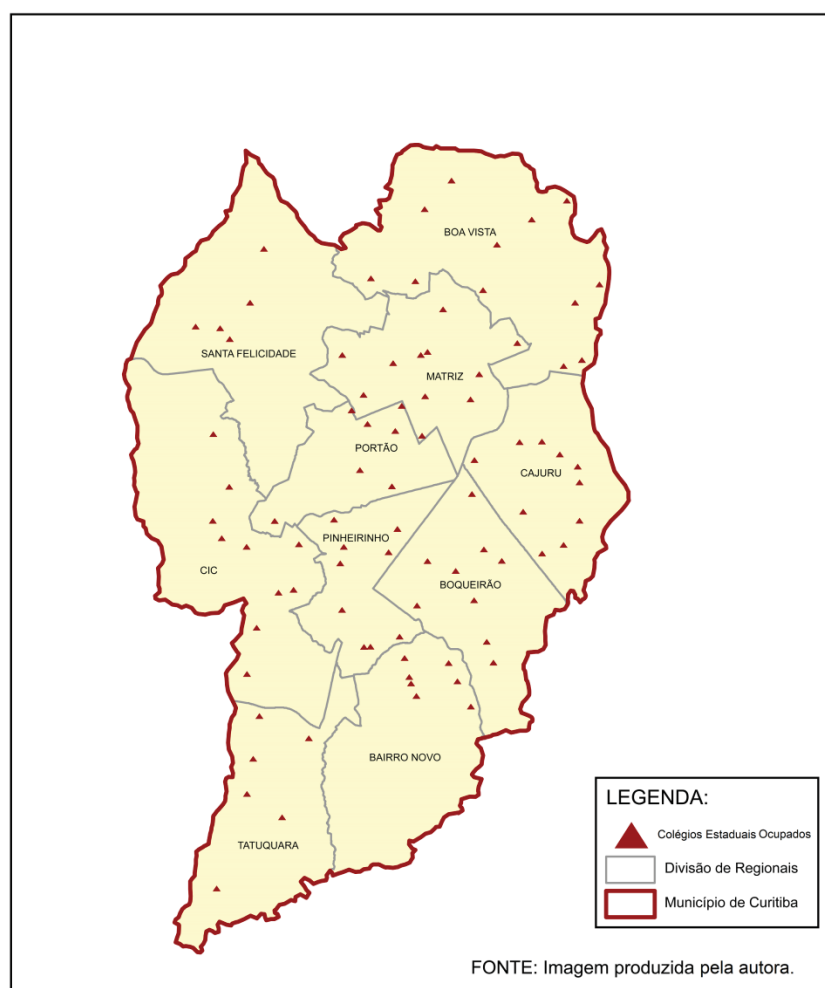 BOA VISTA
SANTA FELICIDADE
MATRIZ
PORTÃO
CAJURU
PINHEIRINHO
CIC
BOQUEIRÃO
BAIRRO NOVO
TATUQUARA
LEGENDA:
Colégios Estaduais Ocupados
Divisão de Regionais
Município de Curitiba
FONTE: Imagem produzida pela autora.